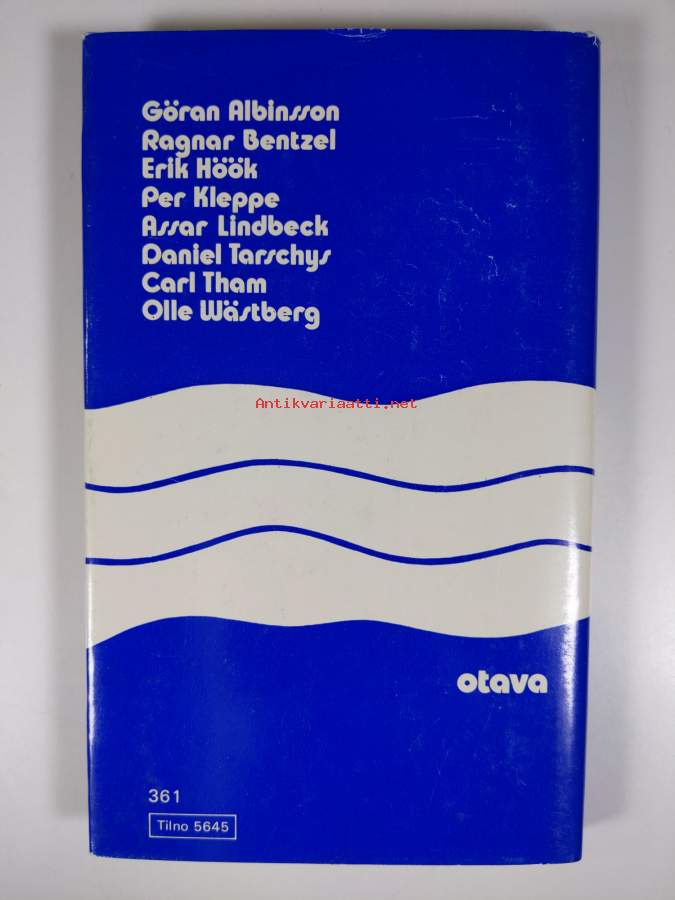 Göran Albinsson
Ragnar Bentzel
Erik Höök
Per Kleppe
Assar Lindbeck
Daniel Tarschys
Carl Tham
Olle Wästberg
Antikvariaatti.net
otava
361
Tilno 5645